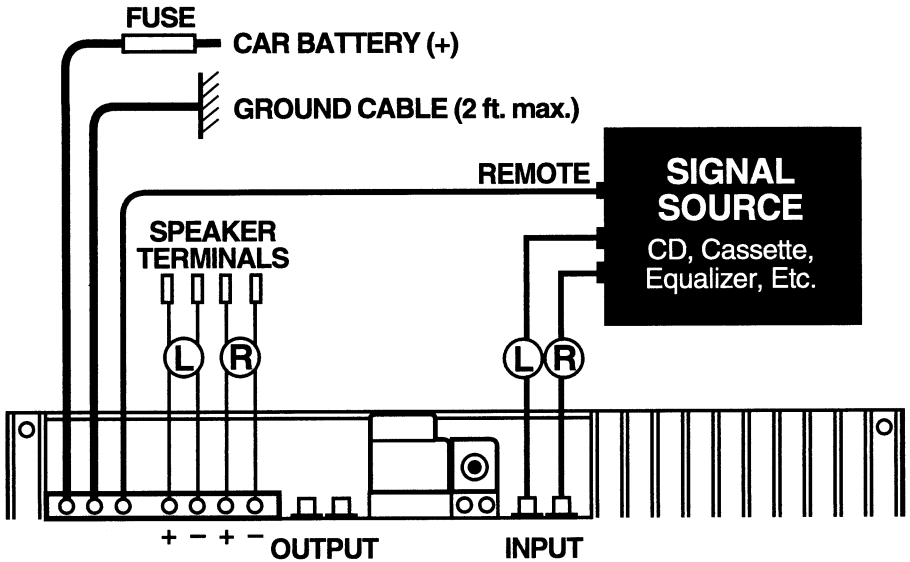 FUSE
CAR BATTERY (+)
GROUND CABLE (2 ft. max.)
REMOTE
SIGNAL
SOURCE
CD, Cassette,
Equalizer, Etc.
SPEAKER
TERMINALS
L R
L R
+ − + −
OUTPUT
INPUT